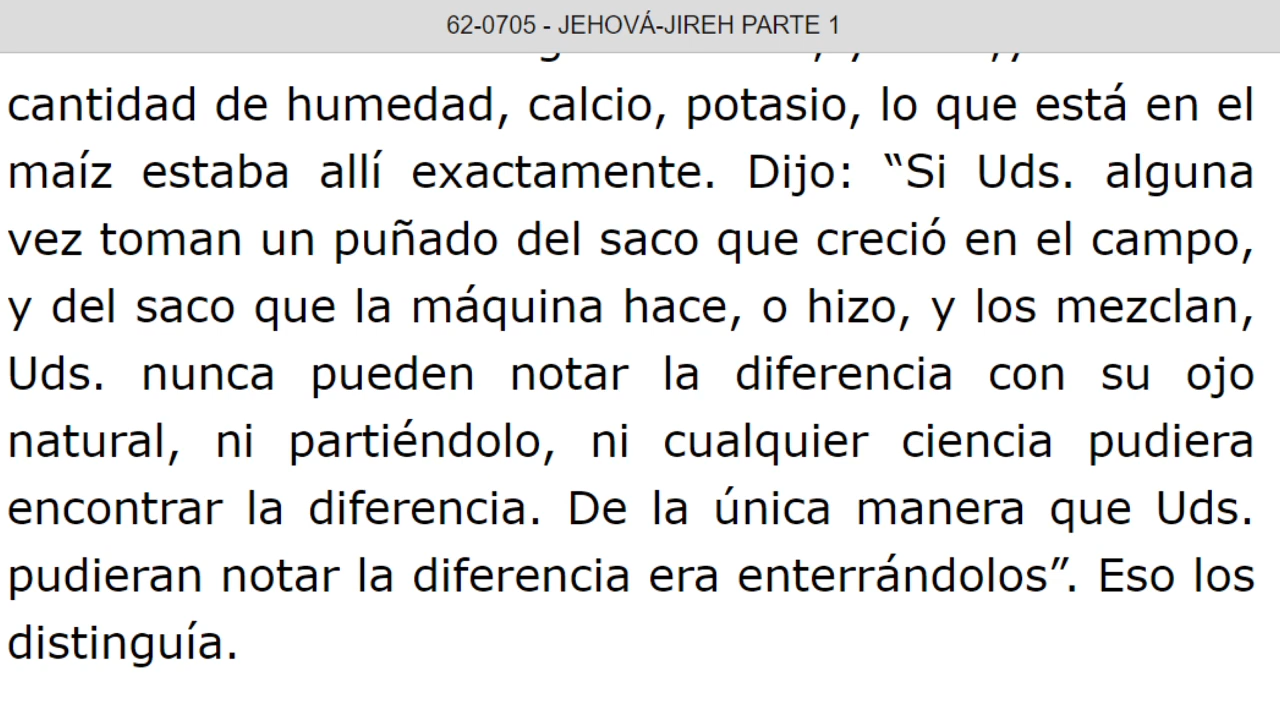 62-0705 - JEHOVÁ-JIREH PARTE 1
cantidad de humedad, calcio, potasio, lo que está en el
maíz estaba allí exactamente. Dijo: “Si Uds. alguna
vez toman un puñado del saco que creció en el campo,
y del saco que la máquina hace, o hizo, y los mezclan,
Uds. nunca pueden notar la diferencia con su ojo
natural, ni partiéndolo, ni cualquier ciencia pudiera
encontrar la diferencia. De la única manera que Uds.
pudieran notar la diferencia era enterrándolos”. Eso los
distinguía.